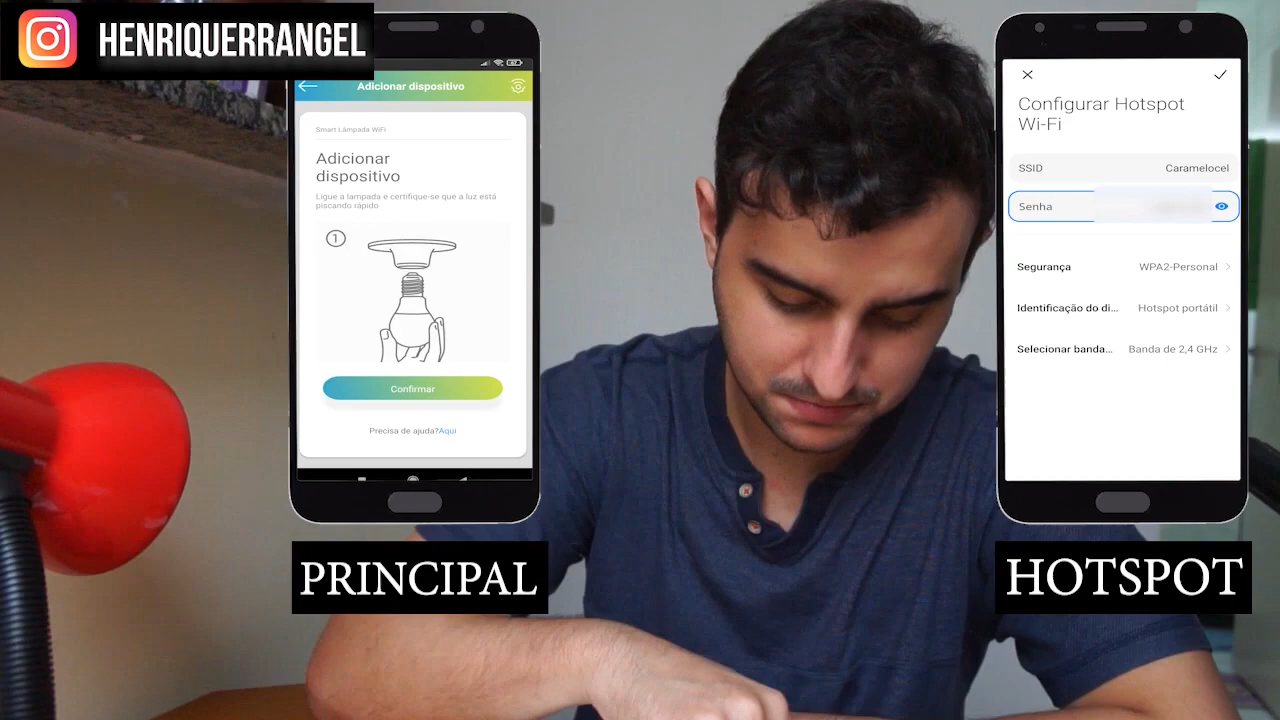 HENRIQUERRANGEL
67
Adicionar dispositivo
Smart Lâmpada WiFi
Adicionar
dispositivo
Ligue a lampada e certifique-se que a luz está
piscando rápido
1
Confirmar
Precisa de ajuda?Aqui
PRINCIPAL
Configurar Hotspot
Wi-Fi
SSID Caramelocel
Senha
Segurança WPA2-Personal
Identificação do di... Hotspot portátil
Selecionar banda... Banda de 2,4 GHz
HOTSPOT